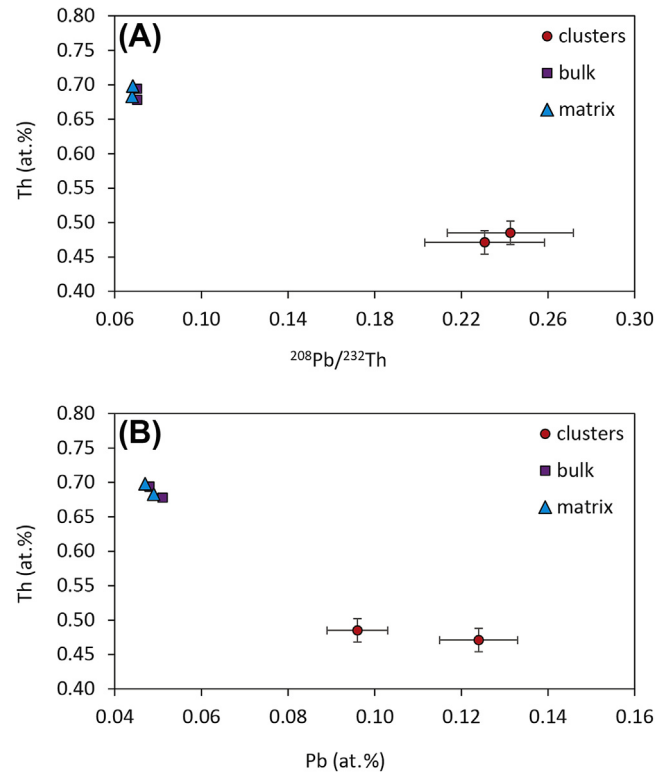 (A)
0.80
0.75
0.70
0.65
0.60
0.55
0.50
0.45
0.40
Th (at.%)
clusters
bulk
matrix
0.06 0.10 0.14 0.18 0.22 0.26 0.30
²⁰⁸Pb/²³²Th
(B)
0.80
0.75
0.70
0.65
0.60
0.55
0.50
0.45
0.40
Th (at.%)
clusters
bulk
matrix
0.04 0.06 0.08 0.10 0.12 0.14 0.16
Pb (at.%)